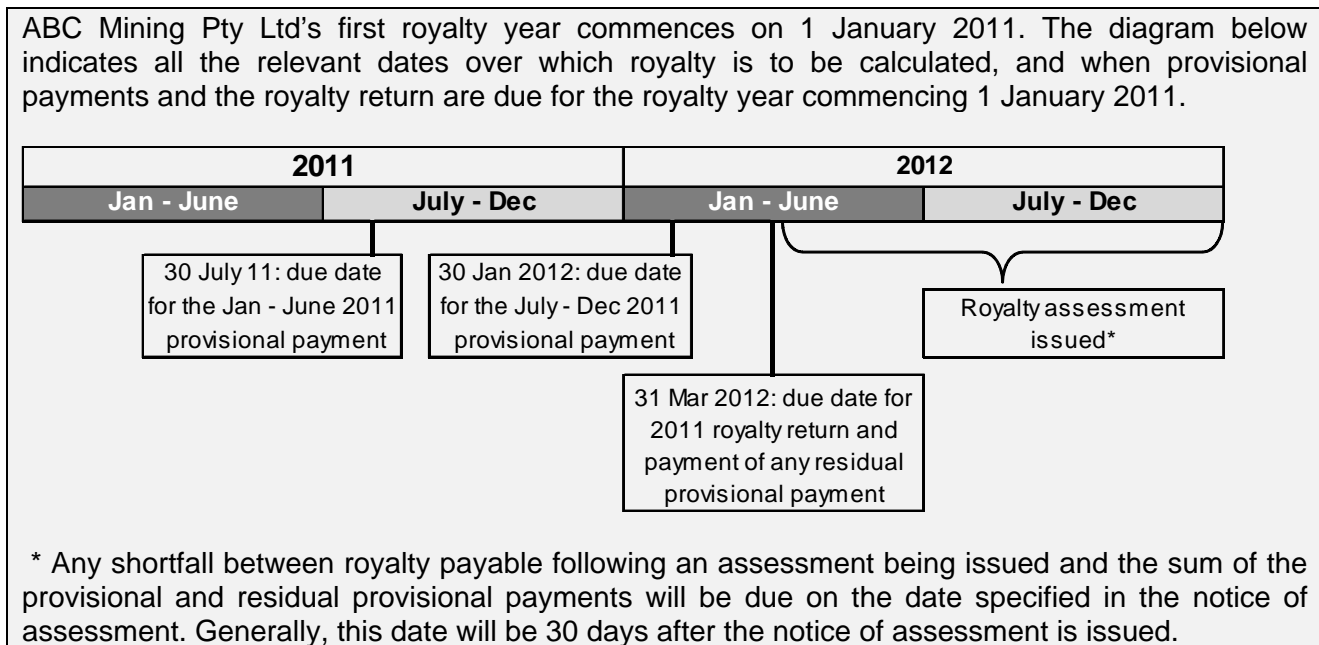 ABC Mining Pty Ltd's first royalty year commences on 1 January 2011. The diagram below
indicates all the relevant dates over which royalty is to be calculated, and when provisional
payments and the royalty return are due for the royalty year commencing 1 January 2011.
2011
2012
Jan - June
July - Dec
Jan - June
July - Dec
30 July 11: due date
for the Jan - June 2011
provisional payment
30 Jan 2012: due date
for the July - Dec 2011
provisional payment
Royalty assessment
issued*
31 Mar 2012: due date for
2011 royalty return and
payment of any residual
provisional payment
* Any shortfall between royalty payable following an assessment being issued and the sum of the
provisional and residual provisional payments will be due on the date specified in the notice of
assessment. Generally, this date will be 30 days after the notice of assessment is issued.